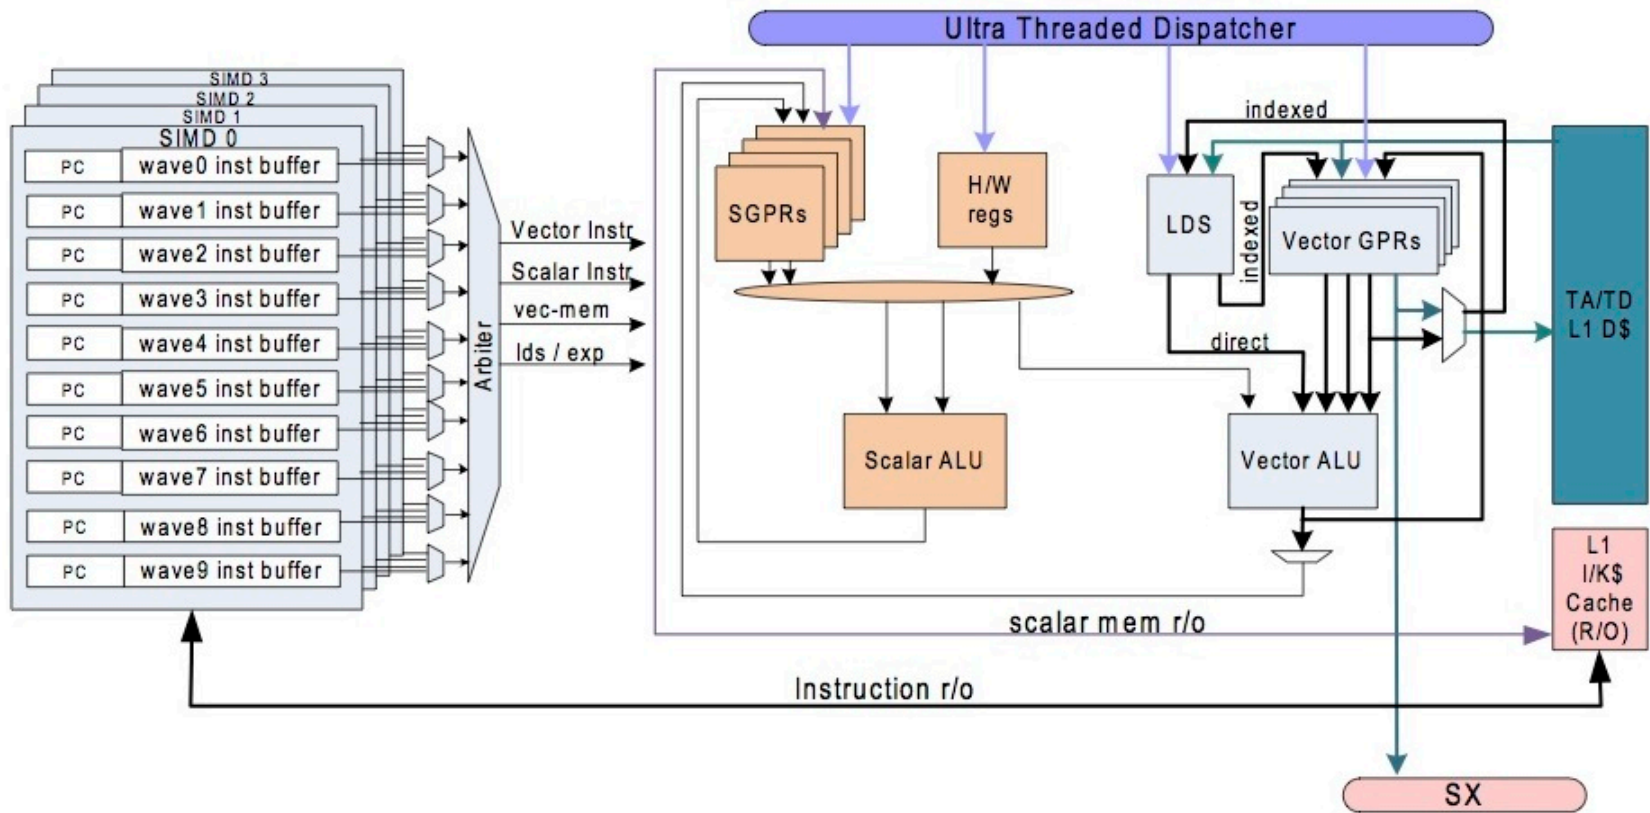 Ultra Threaded Dispatcher
SIMD 3
SIMD 2
SIMD 1
SIMD 0
PC wave0 inst buffer
PC wave1 inst buffer
PC wave2 inst buffer
PC wave3 inst buffer
PC wave4 inst buffer
PC wave5 inst buffer
PC wave6 inst buffer
PC wave7 inst buffer
PC wave8 inst buffer
PC wave9 inst buffer
Arbiter
Vector Instr
Scalar Instr
vec-mem
lds / exp
SGPRs
H/W
regs
indexed
LDS
indexed
Vector GPRs
direct
Scalar ALU
Vector ALU
TA/TD
L1 D$
L1
I/K$
Cache
(R/O)
scalar mem r/o
Instruction r/o
SX